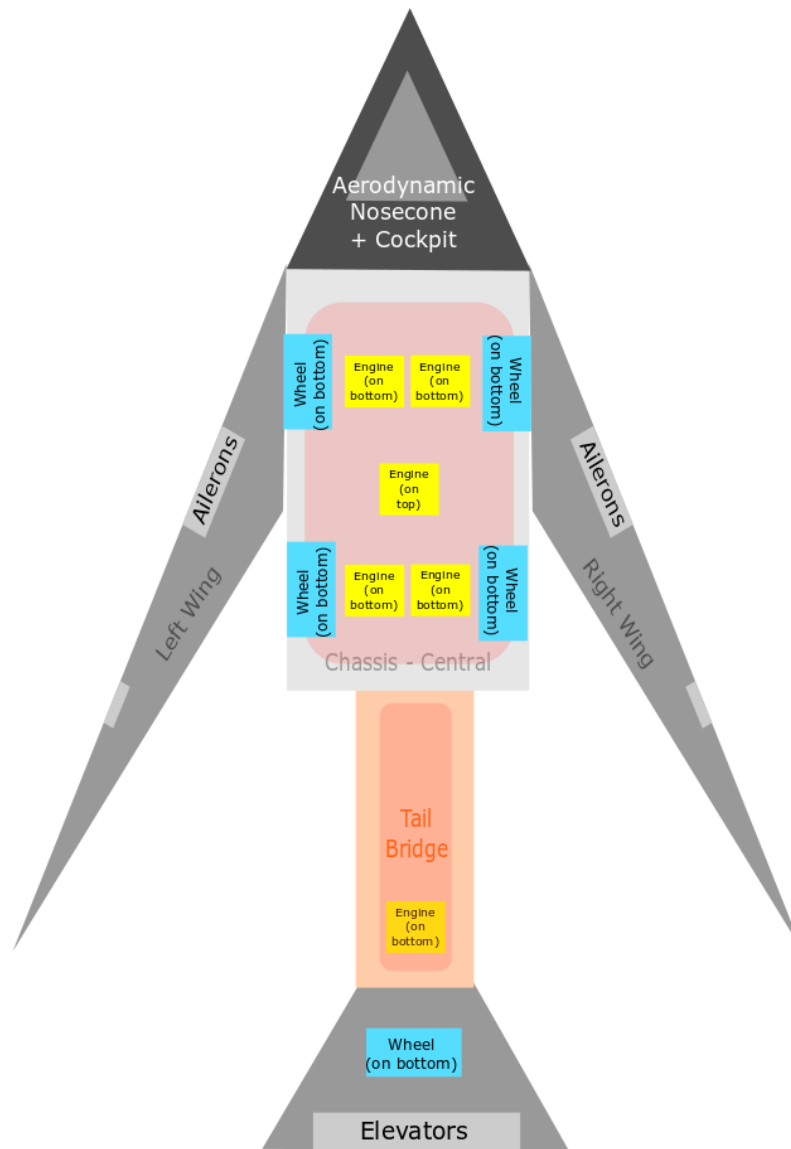 Aerodynamic
Nosecone
+ Cockpit
Wheel
(on bottom)
Engine
(on
bottom)
Engine
(on
bottom)
Wheel
(on bottom)
Ailerons
Ailerons
Engine
(on
top)
Wheel
(on bottom)
Engine
(on
bottom)
Engine
(on
bottom)
Wheel
(on bottom)
Left Wing
Right Wing
Chassis - Central
Tail
Bridge
Engine
(on
bottom)
Wheel
(on bottom)
Elevators